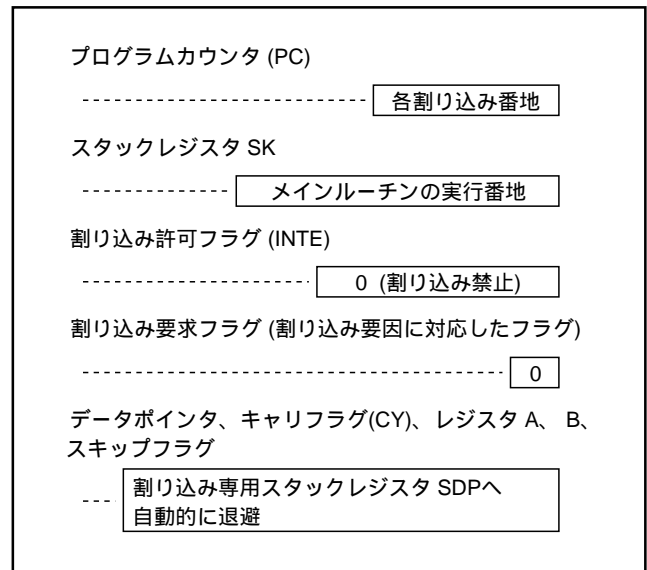 プログラムカウンタ (PC)
各割り込み番地
スタックレジスタ SK
メインルーチンの実行番地
割り込み許可フラグ (INTE)
0 (割り込み禁止)
割り込み要求フラグ (割り込み要因に対応したフラグ)
0
データポインタ、キャリフラグ(CY)、レジスタ A、 B、
スキップフラグ
割り込み専用スタックレジスタ SDPへ
自動的に退避